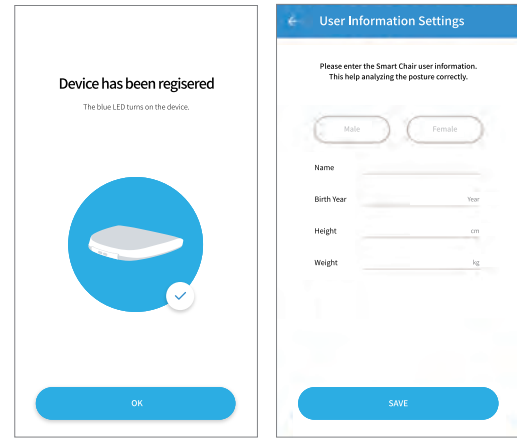 Device has been regisered
The blue LED turns on the device.
OK
User Information Settings
Please enter the Smart Chair user information.
This help analyzing the posture correctly.
Male
Female
Name
Birth Year
Year
Height
cm
Weight
kg
SAVE